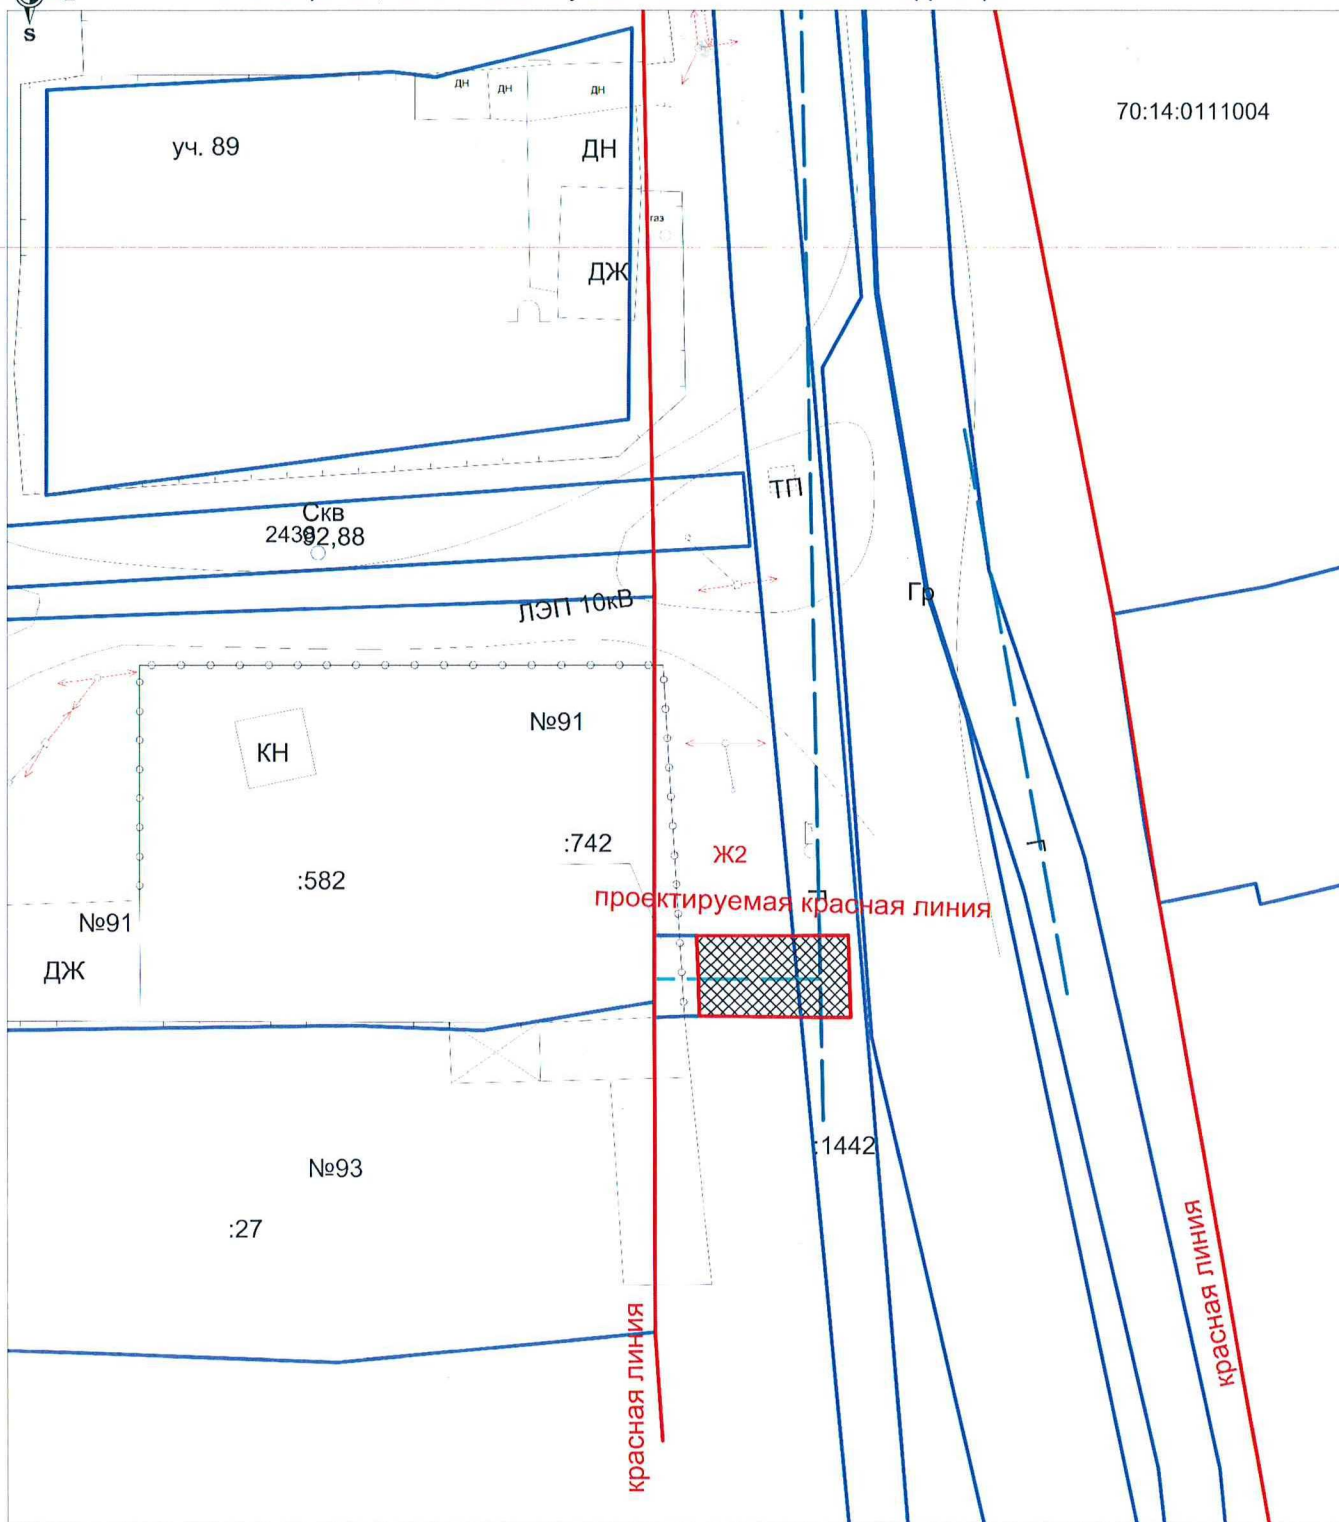 S
дн
дн
дн
70:14:0111004
уч. 89
ДН
газ
ДЖ
ТП
Скв
2439
92,88
ЛЭП 10кВ
Гр
№91
КН
:742
Ж2
:582
проектируемая красная линия
Г
Г
№91
ДЖ
:1442
№93
:27
красная линия
красная линия